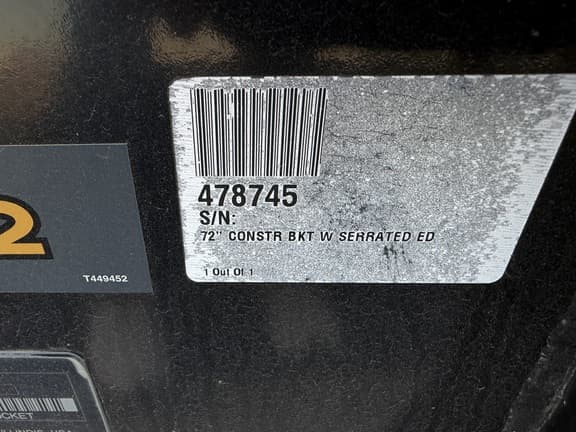 478745
S/N:
72" CONSTR BKT W SERRATED ED
1 Out Of 1
2
T449452